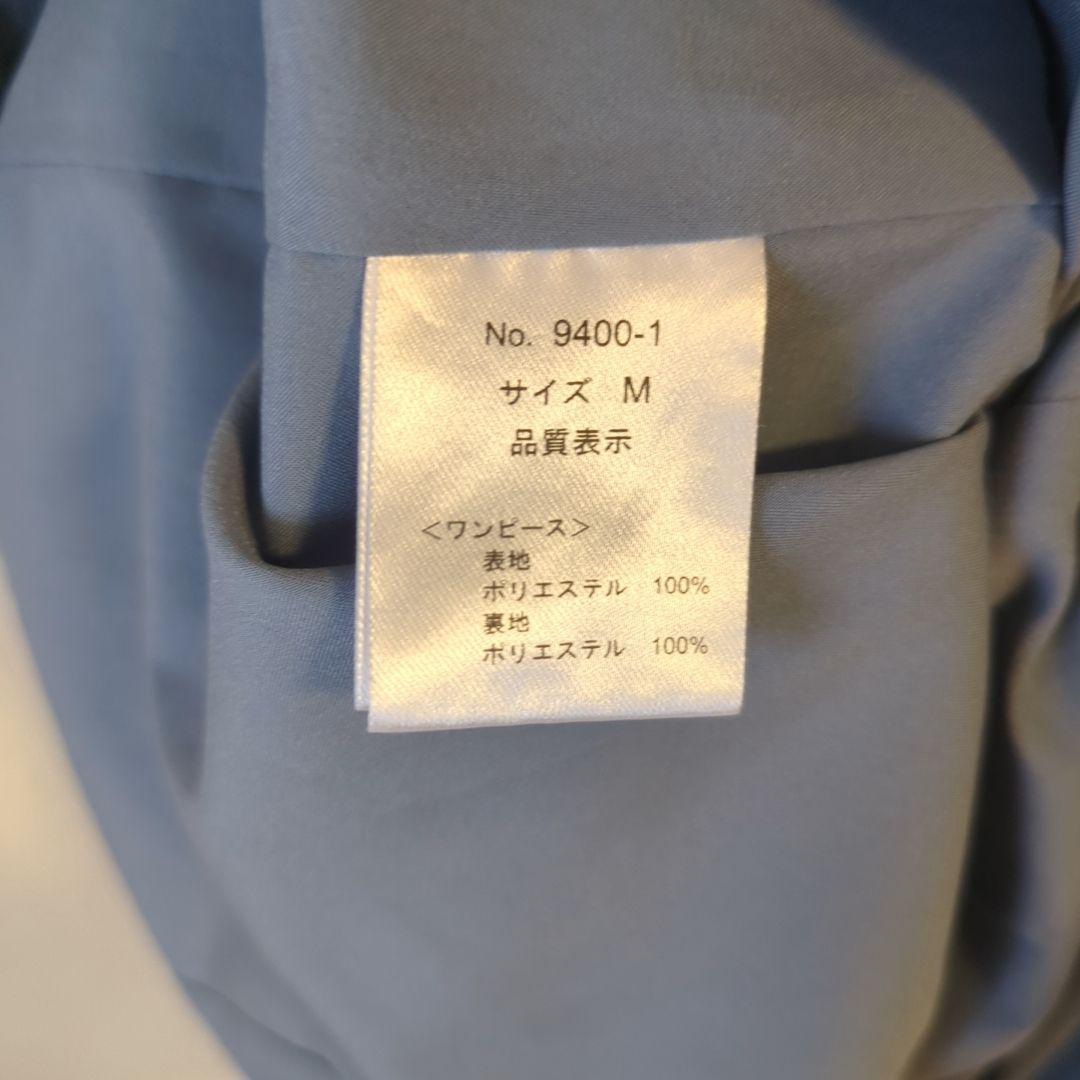 No. 9400-1
サイズ M
品質表示
＜ワンピース＞
表地
ポリエステル 100%
裏地
ポリエステル 100%